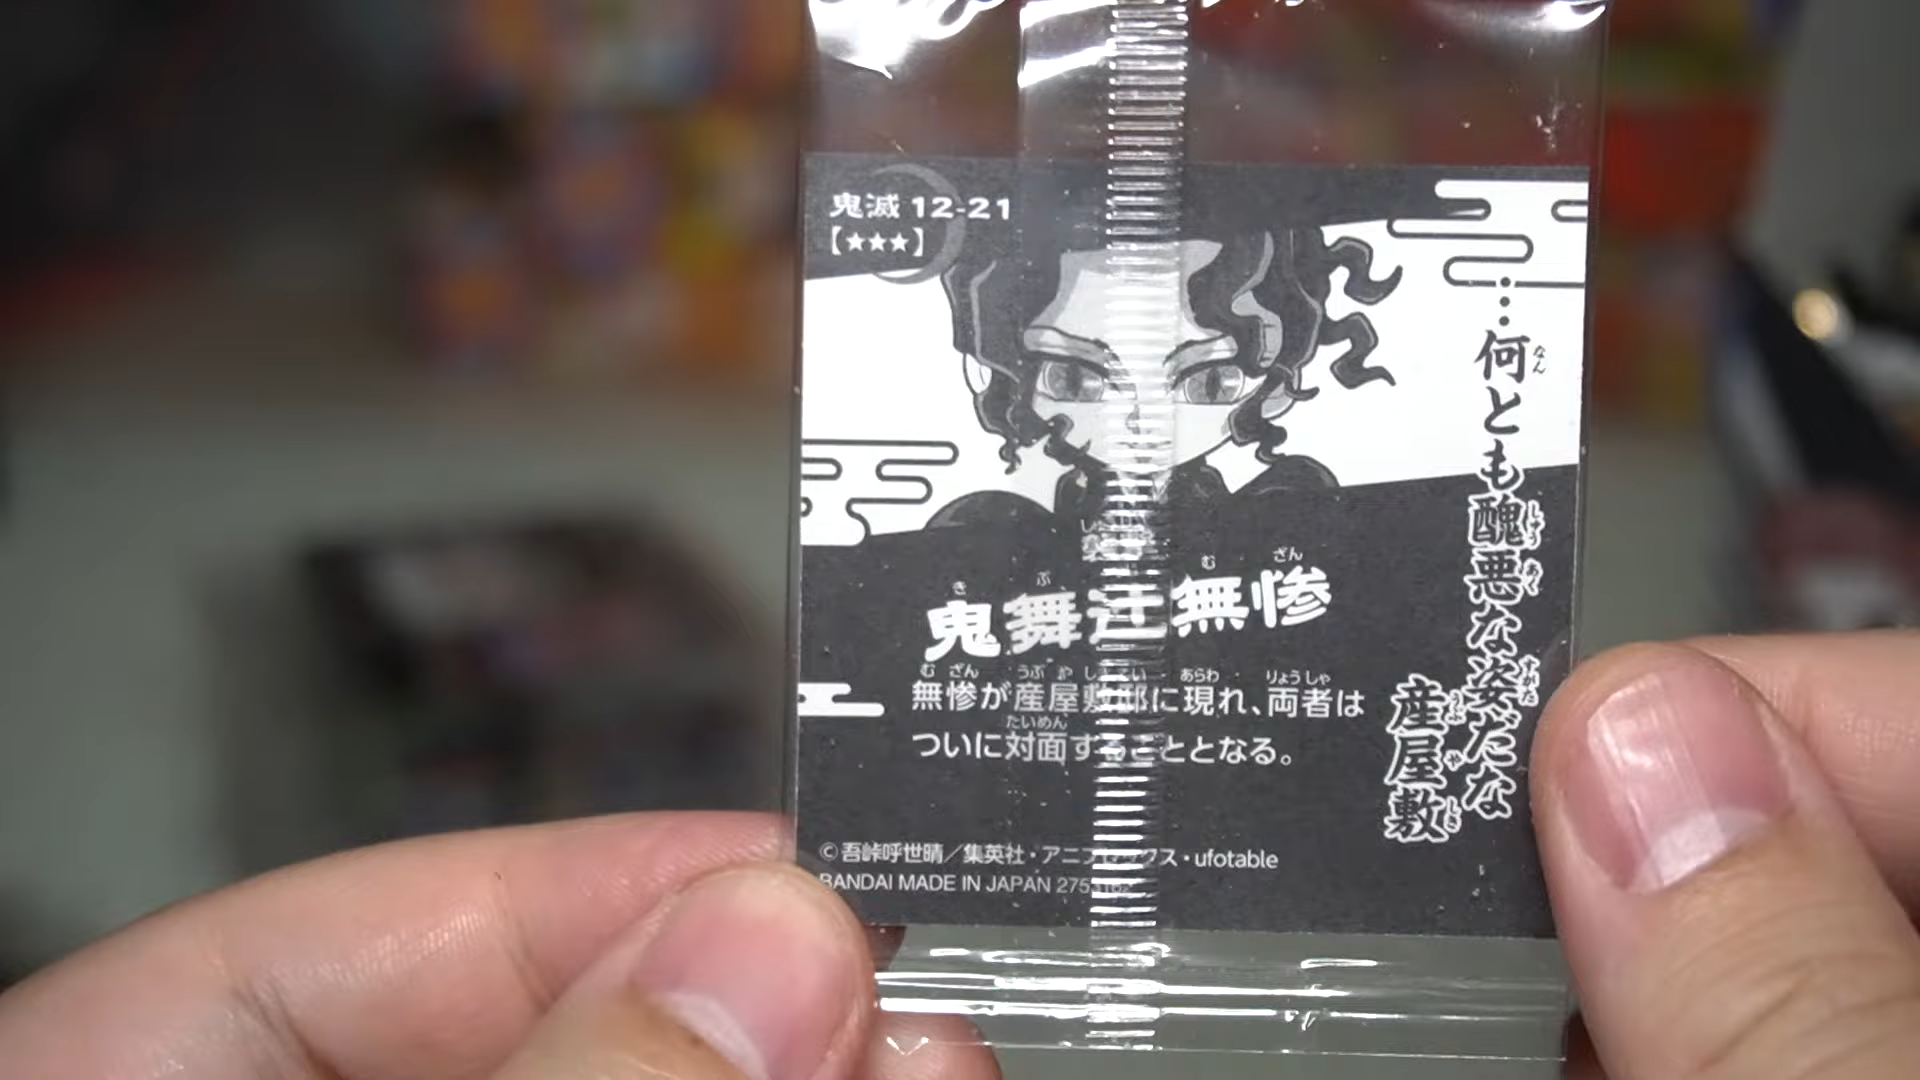 鬼滅 12-21
【★★★】
…何とも醜悪な姿だな
産屋敷
鬼舞辻無惨
無惨が産屋敷邸に現れ、両者は
ついに対面することとなる。
©吾峠呼世晴／集英社・アニプレックス・ufotable
BANDAI MADE IN JAPAN